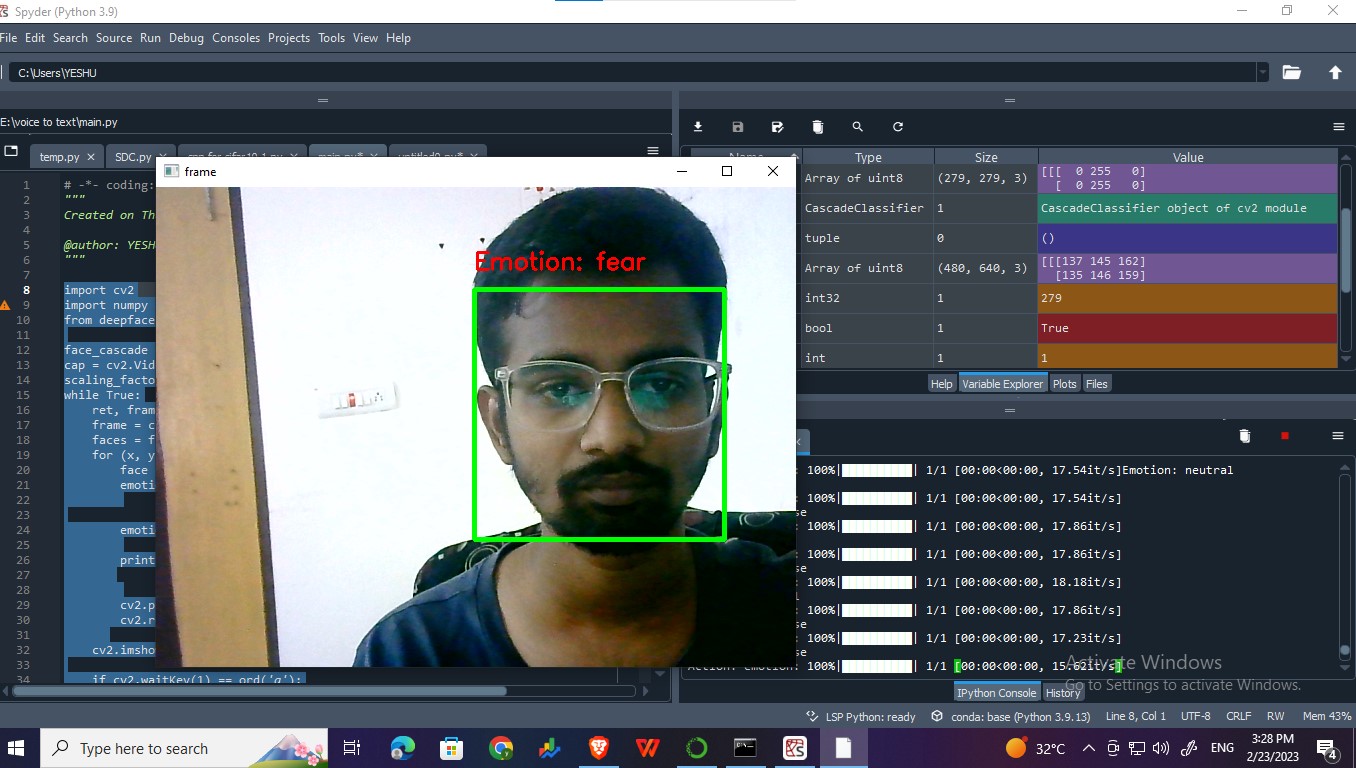 Spyder (Python 3.9)
File Edit Search Source Run Debug Consoles Projects Tools View Help
C:\Users\YESHU
E:\voice to text\main.py
temp.py
SDC.py
cnn for cifar10-1.py
main.py*
untitled0.py*
1 # -*- coding:
2 """
3 Created on Th
4
5 @author: YESH
6 """
7
8 import cv2
9 import numpy
10 from deepface
11
12 face_cascade
13 cap = cv2.Vid
14 scaling_facto
15 while True:
16 ret, fram
17 frame = c
18 faces = f
19 for (x, y
20 face
21 emoti
22
23
24 emoti
25
26 print
27
28
29 cv2.p
30 cv2.r
31
32 cv2.imsho
33
34 if cv2.waitKey(1) == ord('q'):
frame
Emotion: fear
Name Type Size Value
Array of uint8 (279, 279, 3) [[[ 0 255 0]
[ 0 255 0]
CascadeClassifier 1 CascadeClassifier object of cv2 module
tuple 0 ()
Array of uint8 (480, 640, 3) [[[137 145 162]
[135 146 159]
int32 1 279
bool 1 True
int 1 1
Help Variable Explorer Plots Files
: 100%| | 1/1 [00:00<00:00, 17.54it/s]Emotion: neutral
: 100%| | 1/1 [00:00<00:00, 17.54it/s]
se
: 100%| | 1/1 [00:00<00:00, 17.86it/s]
: 100%| | 1/1 [00:00<00:00, 17.86it/s]
se
: 100%| | 1/1 [00:00<00:00, 18.18it/s]
l
: 100%| | 1/1 [00:00<00:00, 17.86it/s]
se
: 100%| | 1/1 [00:00<00:00, 17.23it/s]
se
Action: emotion: 100%| | 1/1 [00:00<00:00, 15.62it/s]
Activate Windows
Go to Settings to activate Windows.
IPython Console History
LSP Python: ready conda: base (Python 3.9.13) Line 8, Col 1 UTF-8 CRLF RW Mem 43%
Type here to search
32°C
ENG
3:28 PM
2/23/2023
4